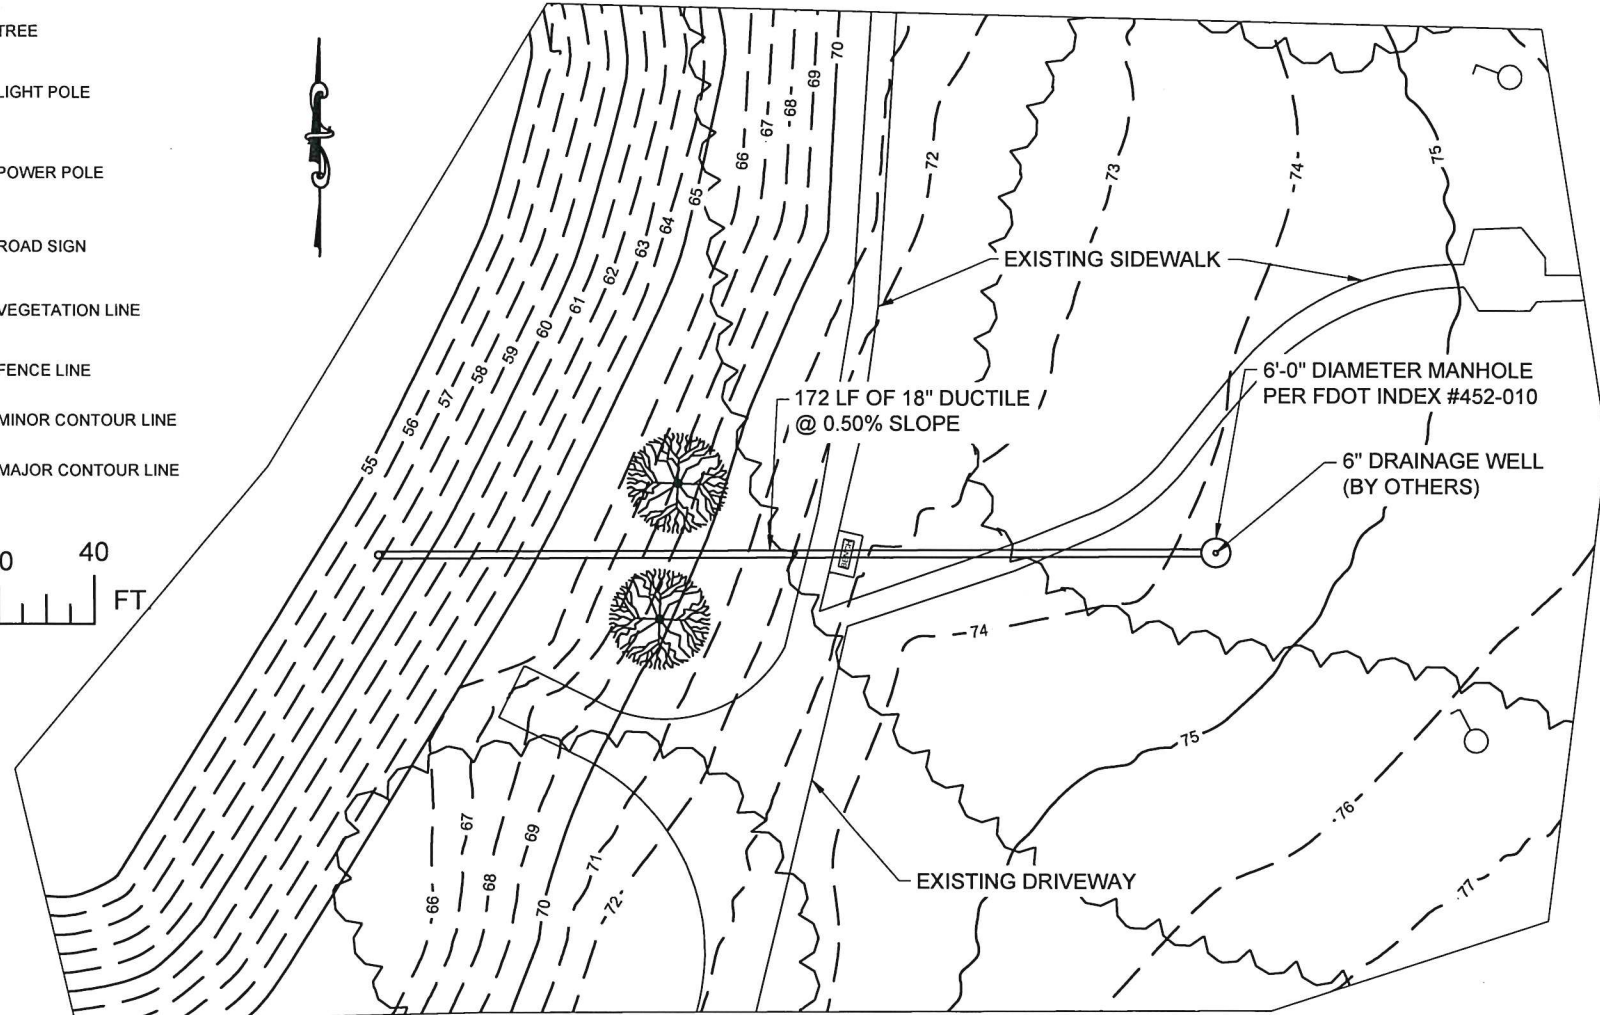 TREE
LIGHT POLE
POWER POLE
ROAD SIGN
VEGETATION LINE
FENCE LINE
MINOR CONTOUR LINE
MAJOR CONTOUR LINE
0 40
FT
55
56
57
58
59
60
61
62
63
64
65
66
67
68
69
70
72
73
74
75
EXISTING SIDEWALK
172 LF OF 18" DUCTILE
@ 0.50% SLOPE
6'-0" DIAMETER MANHOLE
PER FDOT INDEX #452-010
6" DRAINAGE WELL
(BY OTHERS)
BENCH
74
75
76
77
EXISTING DRIVEWAY
66
67
68
69
70
71
72